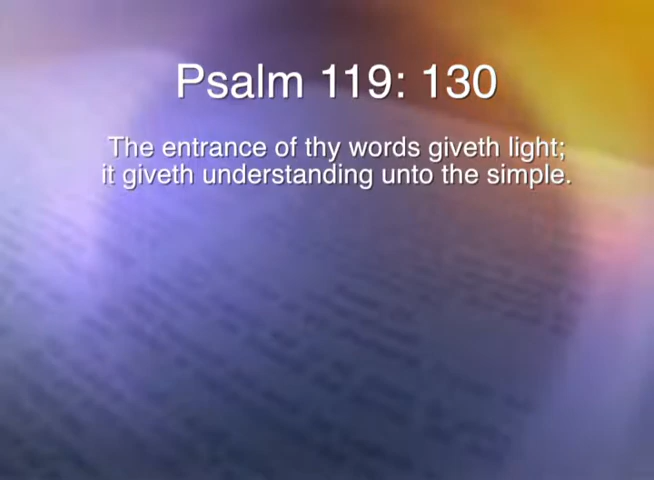 Psalm 119: 130
The entrance of thy words giveth light;
it giveth understanding unto the simple.